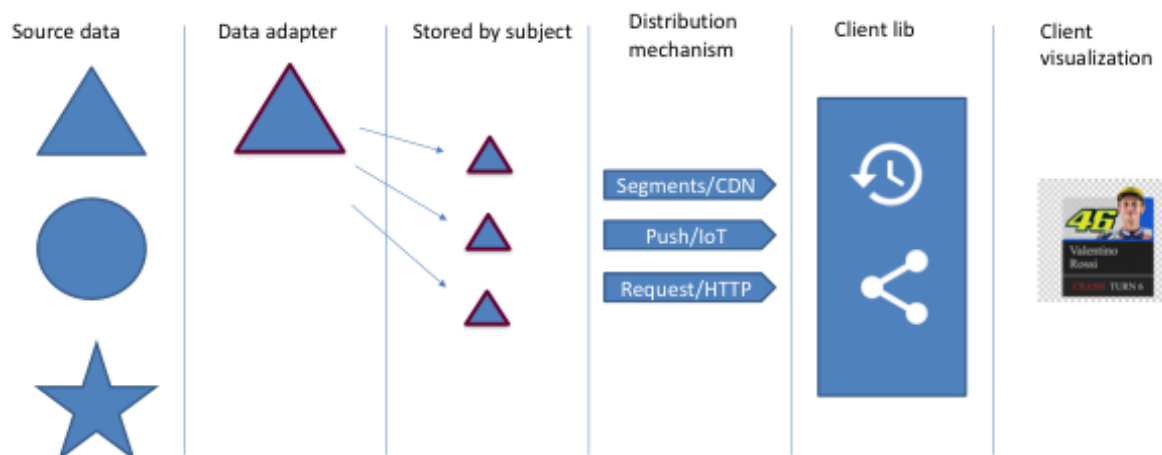 Source data
Data adapter
Stored by subject
Distribution
mechanism
Client lib
Client
visualization
Segments/CDN
Push/IoT
Request/HTTP
46
Valentino
Rossi
CRASH TURN 6